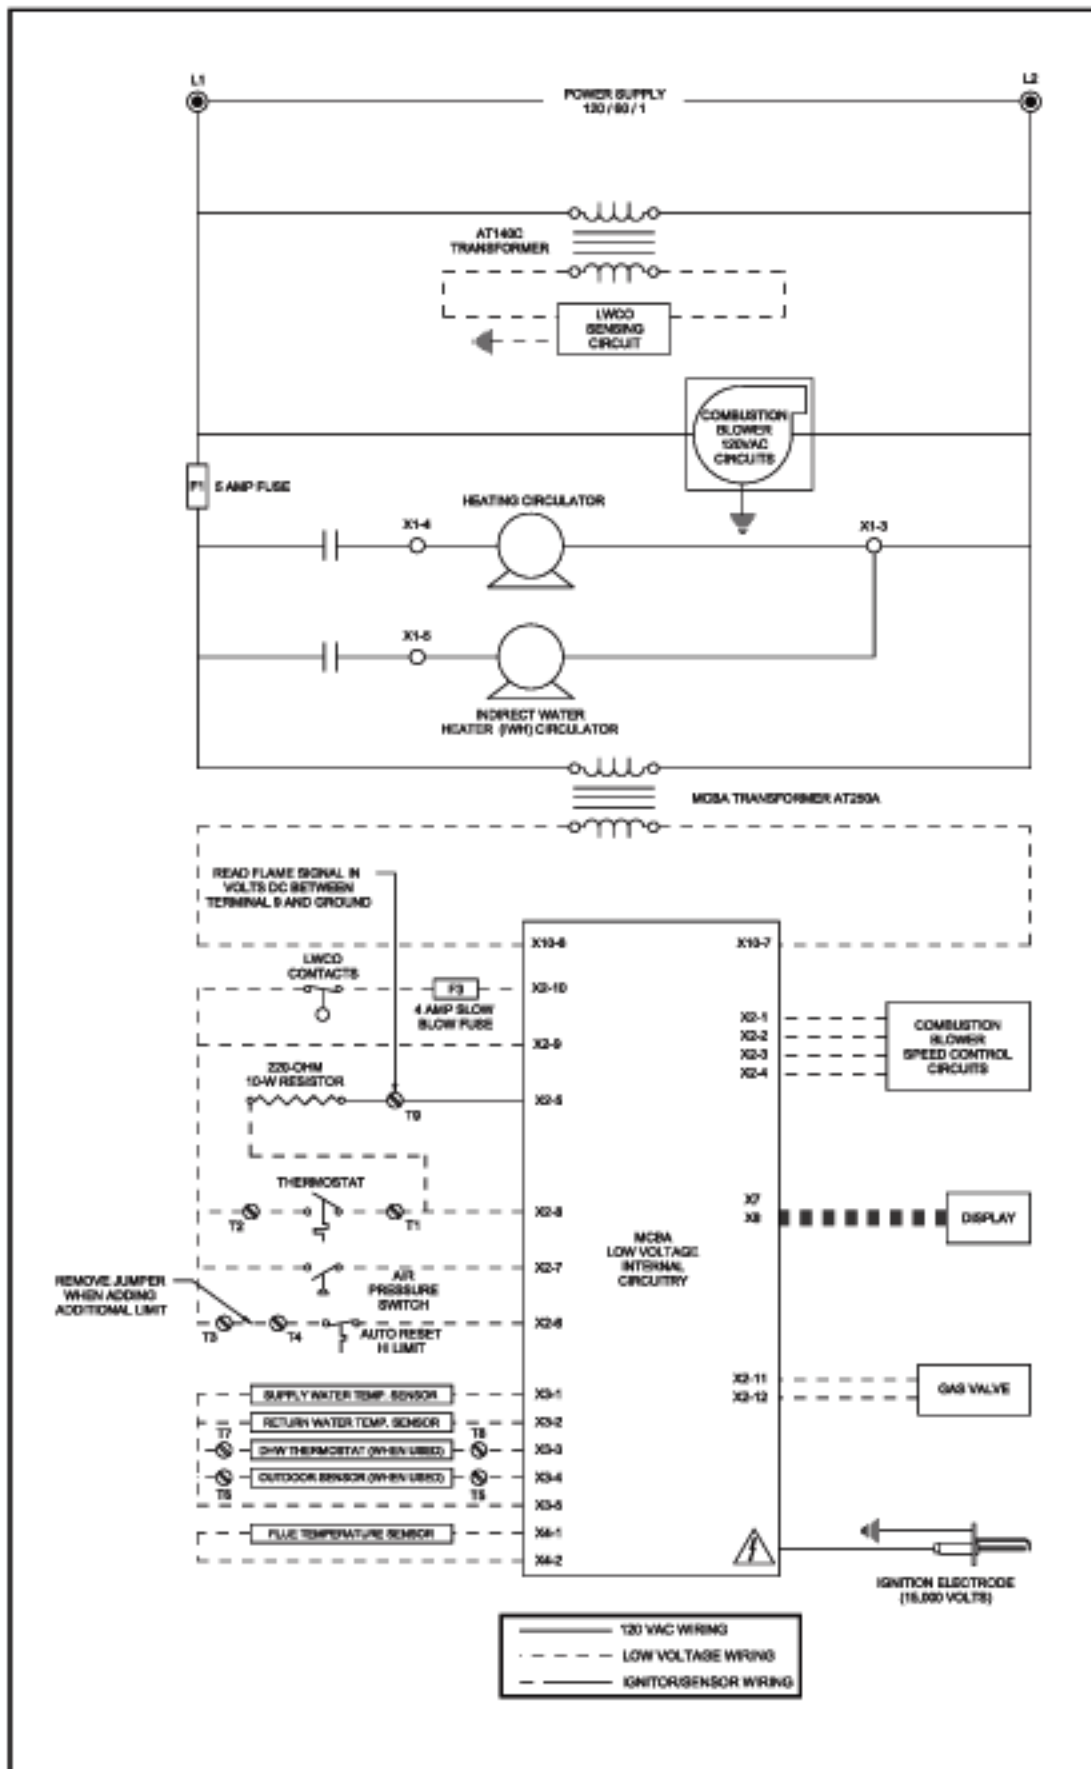 L1
L2
POWER SUPPLY
120 / 60 / 1
AT140C
TRANSFORMER
LWCO
SENSING
CIRCUIT
COMBUSTION
BLOWER
120VAC
CIRCUITS
F1
5 AMP FUSE
HEATING CIRCULATOR
X1-4
X1-3
X1-5
INDIRECT WATER
HEATER (IWH) CIRCULATOR
MCBA TRANSFORMER AT250A
READ FLAME SIGNAL IN
VOLTS DC BETWEEN
TERMINAL 9 AND GROUND
X10-6
X10-7
LWCO
CONTACTS
F3
X2-10
4 AMP SLOW
BLOW FUSE
X2-1
X2-2
X2-3
X2-4
COMBUSTION
BLOWER
SPEED CONTROL
CIRCUITS
X2-9
220-OHM
10-W RESISTOR
T9
X2-5
THERMOSTAT
T2
T1
X2-8
X7
X8
DISPLAY
MCBA
LOW VOLTAGE
INTERNAL
CIRCUITRY
X2-7
AIR
PRESSURE
SWITCH
REMOVE JUMPER
WHEN ADDING
ADDITIONAL LIMIT
T3
T4
AUTO RESET
HI LIMIT
X2-6
X2-11
X2-12
GAS VALVE
SUPPLY WATER TEMP. SENSOR
X3-1
RETURN WATER TEMP. SENSOR
X3-2
T7
T8
DHW THERMOSTAT (WHEN USED)
X3-3
OUTDOOR SENSOR (WHEN USED)
X3-4
T6
T5
X3-5
FLUE TEMPERATURE SENSOR
X4-1
X4-2
IGNITION ELECTRODE
(15,000 VOLTS)
120 VAC WIRING
LOW VOLTAGE WIRING
IGNITOR/SENSOR WIRING